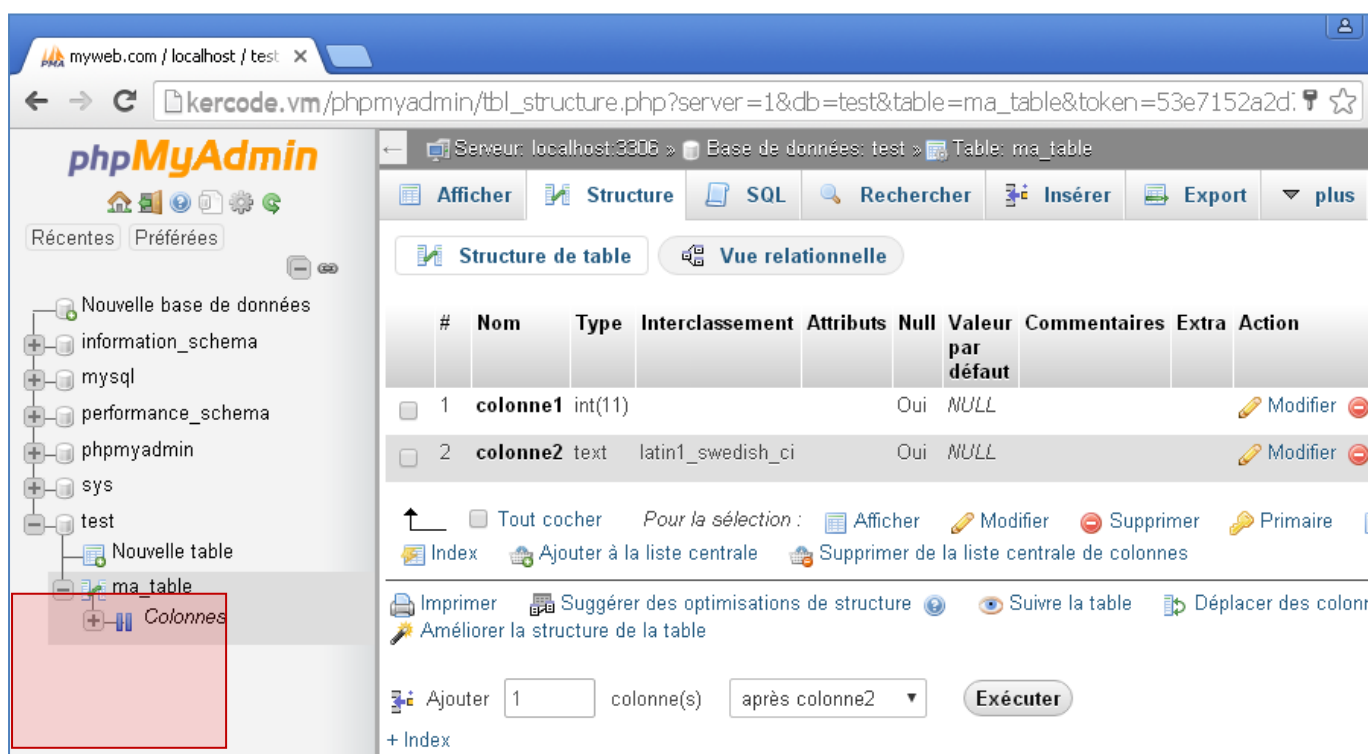 myweb.com / localhost / test
kercode.vm/phpmyadmin/tbl_structure.php?server=1&db=test&table=ma_table&token=53e7152a2d
phpMyAdmin
Récentes Préférées
Nouvelle base de données
information_schema
mysql
performance_schema
phpmyadmin
sys
test
Nouvelle table
ma_table
Colonnes
Serveur: localhost:3306 » Base de données: test » Table: ma_table
Afficher Structure SQL Rechercher Insérer Export plus
Structure de table Vue relationnelle
# Nom Type Interclassement Attributs Null Valeur par défaut Commentaires Extra Action
1 colonne1 int(11) Oui NULL Modifier
2 colonne2 text latin1_swedish_ci Oui NULL Modifier
Tout cocher Pour la sélection : Afficher Modifier Supprimer Primaire
Index Ajouter à la liste centrale Supprimer de la liste centrale de colonnes
Imprimer Suggérer des optimisations de structure Suivre la table Déplacer des colonn
Améliorer la structure de la table
Ajouter 1 colonne(s) après colonne2 Exécuter
+ Index